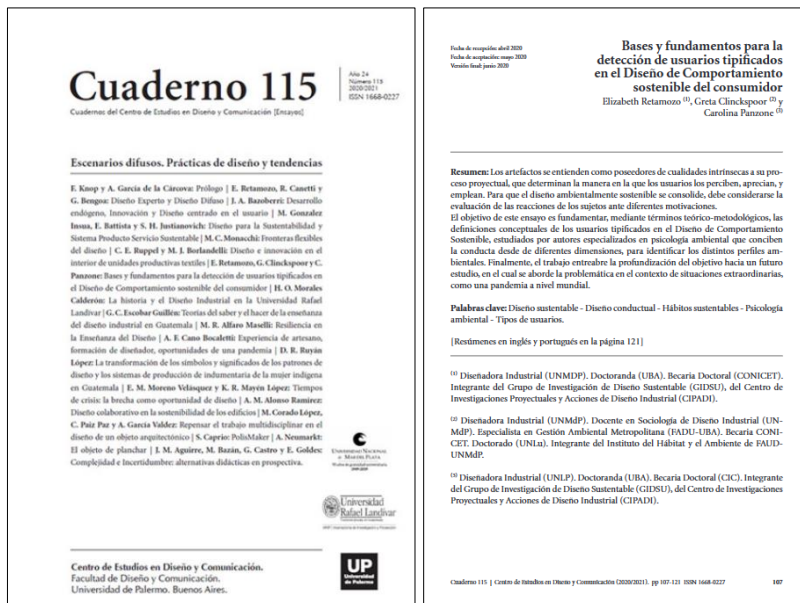 Cuaderno 115
Año 24
Número 115
2020/2021
ISSN 1668-0227
Cuadernos del Centro de Estudios en Diseño y Comunicación [Ensayos]
Escenarios difusos. Prácticas de diseño y tendencias
F. Knop y A. García de la Cárcova: Prólogo | E. Retamozo, R. Canetti y
G. Bengoa: Diseño Experto y Diseño Difuso | J. A. Bazoberri: Desarrollo
endógeno, Innovación y Diseño centrado en el usuario | M. Gonzalez
Insua, E. Battista y S. H. Justianovich: Diseño para la Sustentabilidad y
Sistema Producto Servicio Sustentable | M. C. Monacchi: Fronteras flexibles
del diseño | C. E. Ruppel y M. J. Borlandelli: Diseño e innovación en el
interior de unidades productivas textiles | E. Retamozo, G. Clinckspoor y C.
Panzone: Bases y fundamentos para la detección de usuarios tipificados en
el Diseño de Comportamiento sostenible del consumidor | H. O. Morales
Calderón: La historia y el Diseño Industrial en la Universidad Rafael
Landívar | G. C. Escobar Guillén: Teorías del saber y el hacer de la enseñanza
del diseño industrial en Guatemala | M. R. Alfaro Maselli: Resiliencia en
la Enseñanza del Diseño | A. F. Cano Bocaletti: Experiencia de artesano,
formación de diseñador, oportunidades de una pandemia | D. R. Ruyán
López: La transformación de los símbolos y significados de los patrones de
diseño y los sistemas de producción de indumentaria de la mujer indígena
en Guatemala | E. M. Moreno Velásquez y K. R. Mayén López: Tiempos
de crisis: la brecha como oportunidad de diseño | A. M. Alonso Ramírez:
Diseño colaborativo en la sostenibilidad de los edificios | M. Corado López,
C. Paiz Paz y A. García Valdez: Repensar el trabajo multidisciplinar en el
diseño de un objeto arquitectónico | S. Caprio: PolisMaker | A. Neumarkt:
El objeto de planchar | J. M. Aguirre, M. Bazán, G. Castro y E. Goldes:
Complejidad e Incertidumbre: alternativas didácticas en prospectiva.
UNIVERSIDAD NACIONAL
de MAR DEL PLATA
Universidad
Rafael Landívar
Centro de Estudios en Diseño y Comunicación.
Facultad de Diseño y Comunicación.
Universidad de Palermo. Buenos Aires.
UP
Universidad
de Palermo
Fecha de recepción: abril 2020
Fecha de aceptación: mayo 2020
Versión final: junio 2020
Bases y fundamentos para la
detección de usuarios tipificados
en el Diseño de Comportamiento
sostenible del consumidor
Elizabeth Retamozo (1), Greta Clinckspoor (2) y
Carolina Panzone (3)
Resumen: Los artefactos se entienden como poseedores de cualidades intrínsecas a su pro-
ceso proyectual, que determinan la manera en la que los usuarios los perciben, aprecian, y
emplean. Para que el diseño ambientalmente sostenible se consolide, debe considerarse la
evaluación de las reacciones de los sujetos ante diferentes motivaciones.
El objetivo de este ensayo es fundamentar, mediante términos teórico-metodológicos, las
definiciones conceptuales de los usuarios tipificados en el Diseño de Comportamiento
Sostenible, estudiados por autores especializados en psicología ambiental que conciben
la conducta desde de diferentes dimensiones, para identificar los distintos perfiles am-
bientales. Finalmente, el trabajo entreabre la profundización del objetivo hacia un futuro
estudio, en el cual se aborde la problemática en el contexto de situaciones extraordinarias,
como una pandemia a nivel mundial.
Palabras clave: Diseño sustentable - Diseño conductual - Hábitos sustentables - Psicología
ambiental - Tipos de usuarios.
[Resúmenes en inglés y portugués en la página 121]
(1) Diseñadora Industrial (UNMDP). Doctoranda (UBA). Becaria Doctoral (CONICET).
Integrante del Grupo de Investigación de Diseño Sustentable (GIDSU), del Centro de
Investigaciones Proyectuales y Acciones de Diseño Industrial (CIPADI).
(2) Diseñadora Industrial (UNMdP). Docente en Sociología de Diseño Industrial (UN-
MdP). Especialista en Gestión Ambiental Metropolitana (FADU-UBA). Becaria CONI-
CET. Doctorado (UNLu). Integrante del Instituto del Hábitat y el Ambiente de FAUD-
UNMdP.
(3) Diseñadora Industrial (UNLP). Doctoranda (UBA). Becaria Doctoral (CIC). Integrante
del Grupo de Investigación de Diseño Sustentable (GIDSU), del Centro de Investigaciones
Proyectuales y Acciones de Diseño Industrial (CIPADI).
Cuaderno 115 | Centro de Estudios en Diseño y Comunicación (2020/2021). pp 107-121 ISSN 1668-0227
107